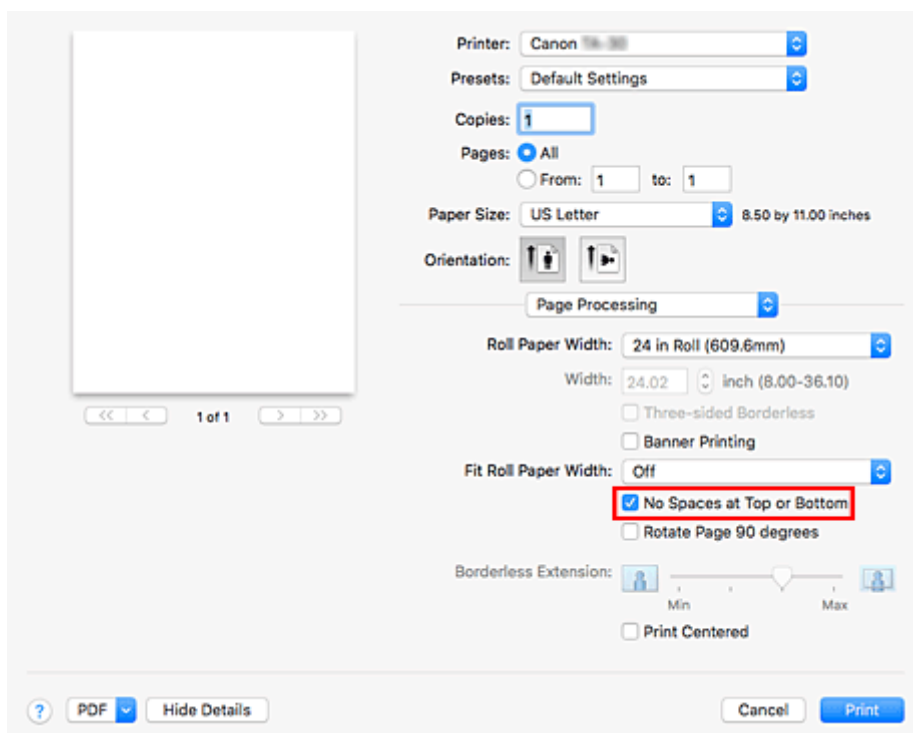 Printer: Canon
Presets: Default Settings
Copies: 1
Pages: All
From: 1 to: 1
Paper Size: US Letter 8.50 by 11.00 inches
Orientation:
Page Processing
Roll Paper Width: 24 in Roll (609.6mm)
Width: 24.02 inch (8.00-36.10)
<< < 1 of 1 > >>
Three-sided Borderless
Banner Printing
Fit Roll Paper Width: Off
No Spaces at Top or Bottom
Rotate Page 90 degrees
Borderless Extension:
Min Max
Print Centered
? PDF Hide Details Cancel Print